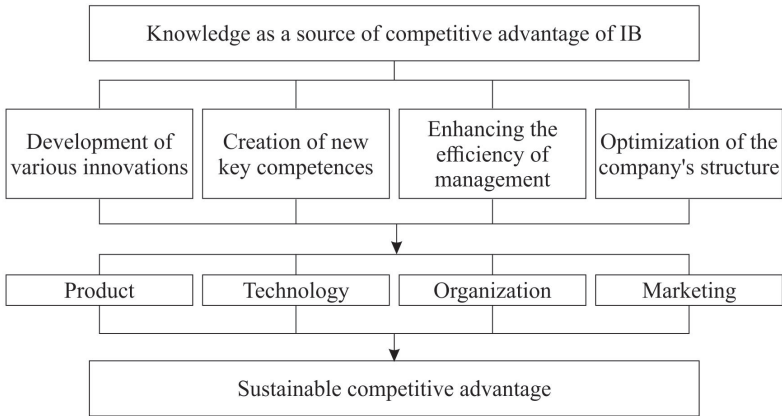 Knowledge as a source of competitive advantage of IB
Development of
various innovations
Creation of new
key competences
Enhancing the
efficiency of
management
Optimization of the
company's structure
Product
Technology
Organization
Marketing
Sustainable competitive advantage